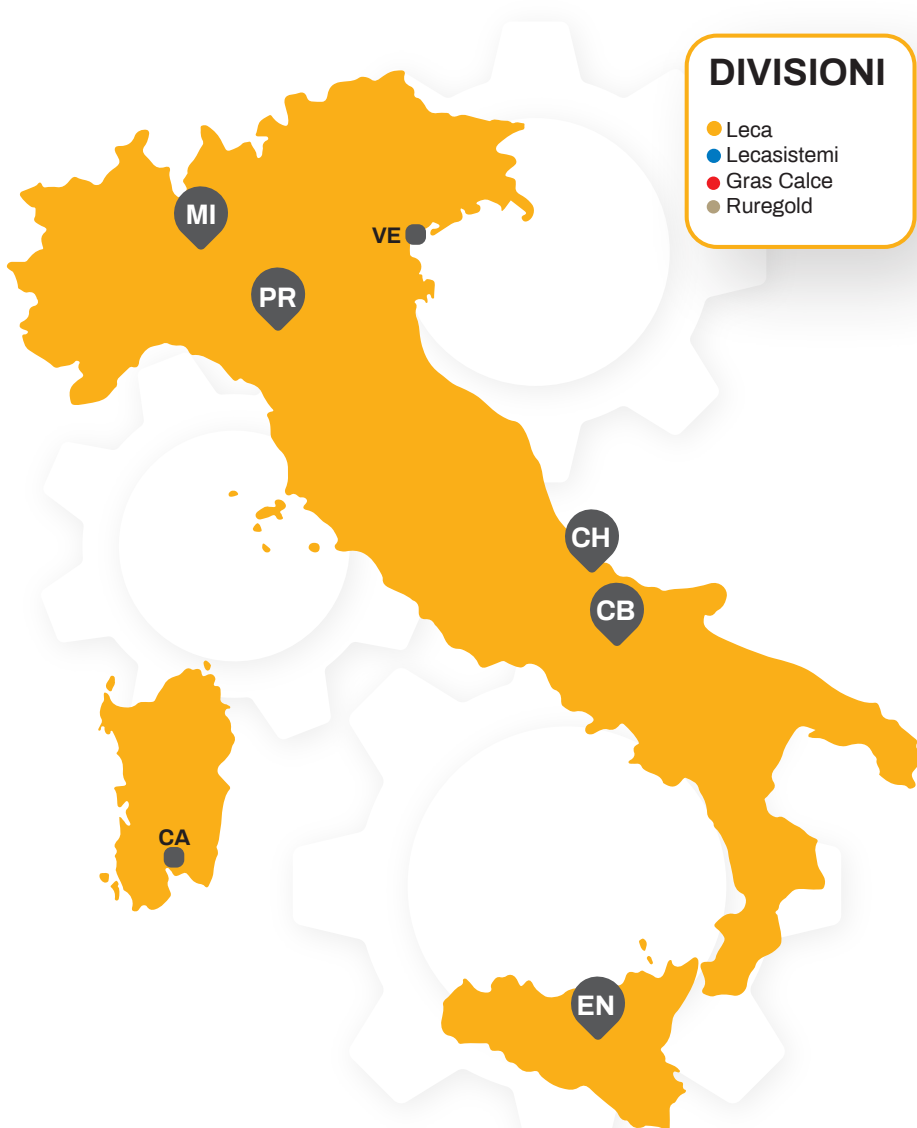 DIVISIONI
Leca
Lecasistemi
Gras Calce
Ruregold
MI
VE
PR
CH
CB
CA
EN